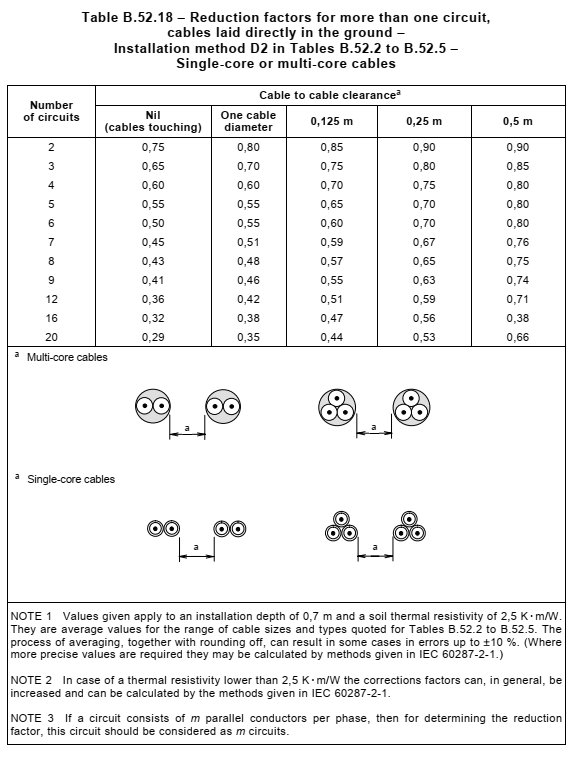 Table B.52.18 – Reduction factors for more than one circuit,
cables laid directly in the ground –
Installation method D2 in Tables B.52.2 to B.52.5 –
Single-core or multi-core cables
Number of circuits | Cable to cable clearanceᵃ
Nil (cables touching) | One cable diameter | 0,125 m | 0,25 m | 0,5 m
2 | 0,75 | 0,80 | 0,85 | 0,90 | 0,90
3 | 0,65 | 0,70 | 0,75 | 0,80 | 0,85
4 | 0,60 | 0,60 | 0,70 | 0,75 | 0,80
5 | 0,55 | 0,55 | 0,65 | 0,70 | 0,80
6 | 0,50 | 0,55 | 0,60 | 0,70 | 0,80
7 | 0,45 | 0,51 | 0,59 | 0,67 | 0,76
8 | 0,43 | 0,48 | 0,57 | 0,65 | 0,75
9 | 0,41 | 0,46 | 0,55 | 0,63 | 0,74
12 | 0,36 | 0,42 | 0,51 | 0,59 | 0,71
16 | 0,32 | 0,38 | 0,47 | 0,56 | 0,38
20 | 0,29 | 0,35 | 0,44 | 0,53 | 0,66
ᵃ Multi-core cables
a a
ᵃ Single-core cables
a a
NOTE 1 Values given apply to an installation depth of 0,7 m and a soil thermal resistivity of 2,5 K·m/W.
They are average values for the range of cable sizes and types quoted for Tables B.52.2 to B.52.5. The
process of averaging, together with rounding off, can result in some cases in errors up to ±10 %. (Where
more precise values are required they may be calculated by methods given in IEC 60287-2-1.)
NOTE 2 In case of a thermal resistivity lower than 2,5 K·m/W the corrections factors can, in general, be
increased and can be calculated by the methods given in IEC 60287-2-1.
NOTE 3 If a circuit consists of m parallel conductors per phase, then for determining the reduction
factor, this circuit should be considered as m circuits.